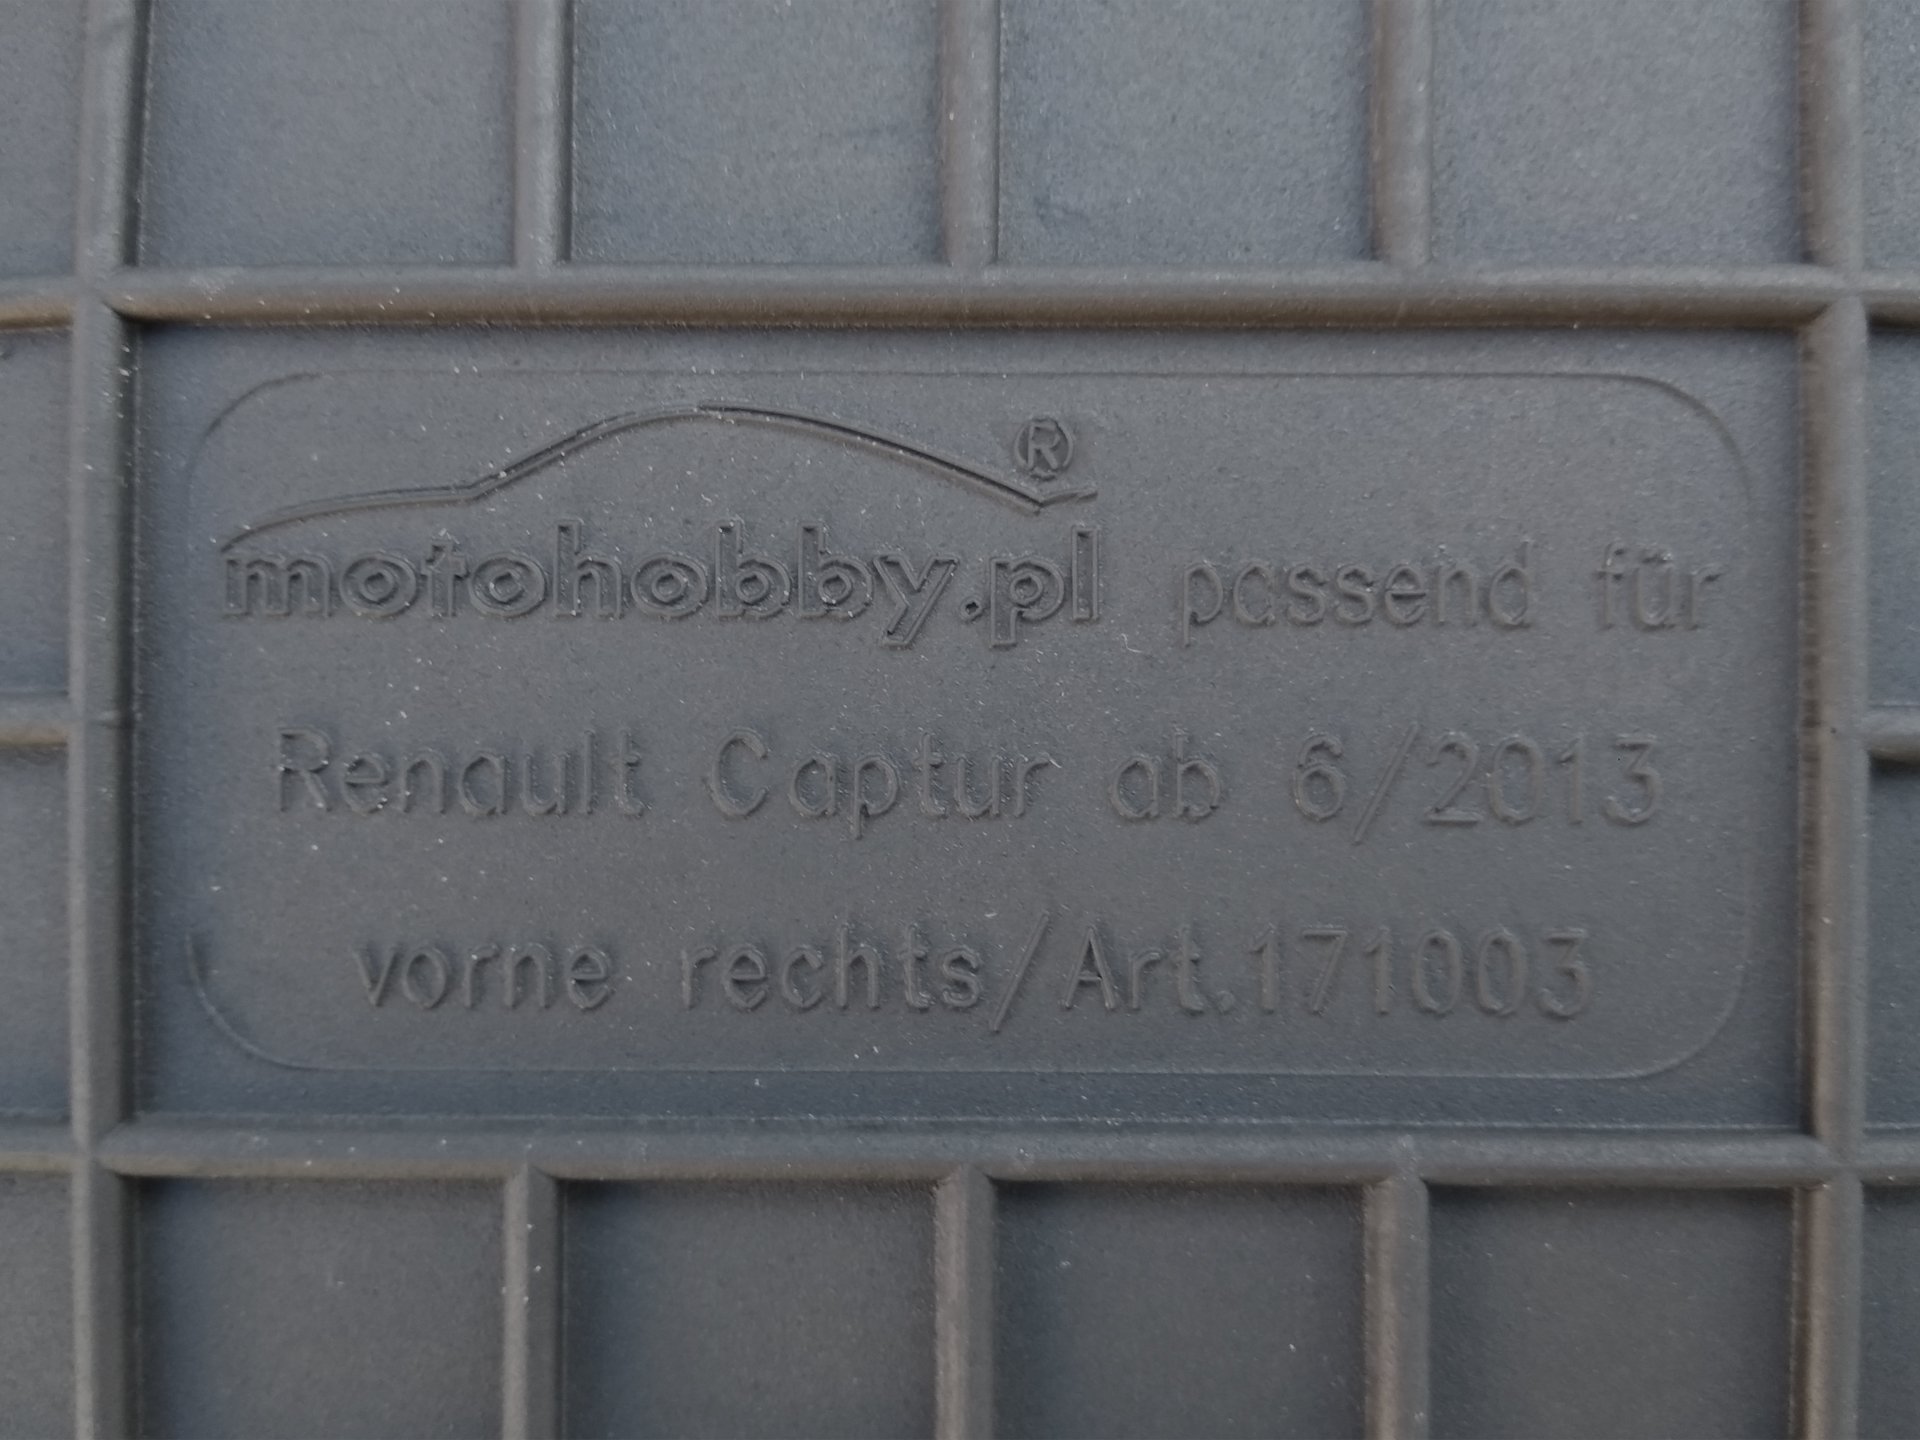 motohobby.pl® passend für
Renault Captur ab 6/2013
vorne rechts/Art.171003